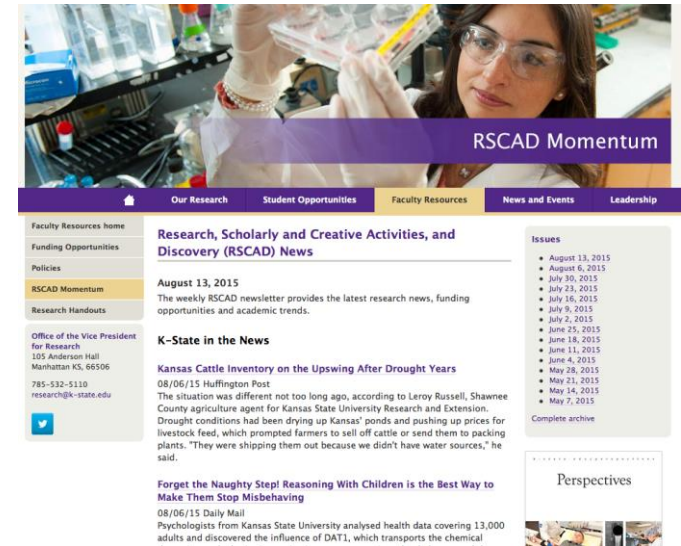 RSCAD Momentum
Our Research
Student Opportunities
Faculty Resources
News and Events
Leadership
Faculty Resources home
Funding Opportunities
Policies
RSCAD Momentum
Research Handouts
Office of the Vice President
for Research
105 Anderson Hall
Manhattan KS, 66506
785-532-5110
research@k-state.edu
Research, Scholarly and Creative Activities, and
Discovery (RSCAD) News
August 13, 2015
The weekly RSCAD newsletter provides the latest research news, funding
opportunities and academic trends.
K-State in the News
Kansas Cattle Inventory on the Upswing After Drought Years
08/06/15 Huffington Post
The situation was different not too long ago, according to Leroy Russell, Shawnee
County agriculture agent for Kansas State University Research and Extension.
Drought conditions had been drying up Kansas' ponds and pushing up prices for
livestock feed, which prompted farmers to sell off cattle or send them to packing
plants. "They were shipping them out because we didn't have water sources," he
said.
Forget the Naughty Step! Reasoning With Children is the Best Way to
Make Them Stop Misbehaving
08/06/15 Daily Mail
Psychologists from Kansas State University analysed health data covering 13,000
adults and discovered the influence of DAT1, which transports the chemical
Issues
August 13, 2015
August 6, 2015
July 30, 2015
July 23, 2015
July 16, 2015
July 9, 2015
July 2, 2015
June 25, 2015
June 18, 2015
June 11, 2015
June 4, 2015
May 28, 2015
May 21, 2015
May 14, 2015
May 7, 2015
Complete archive
Perspectives